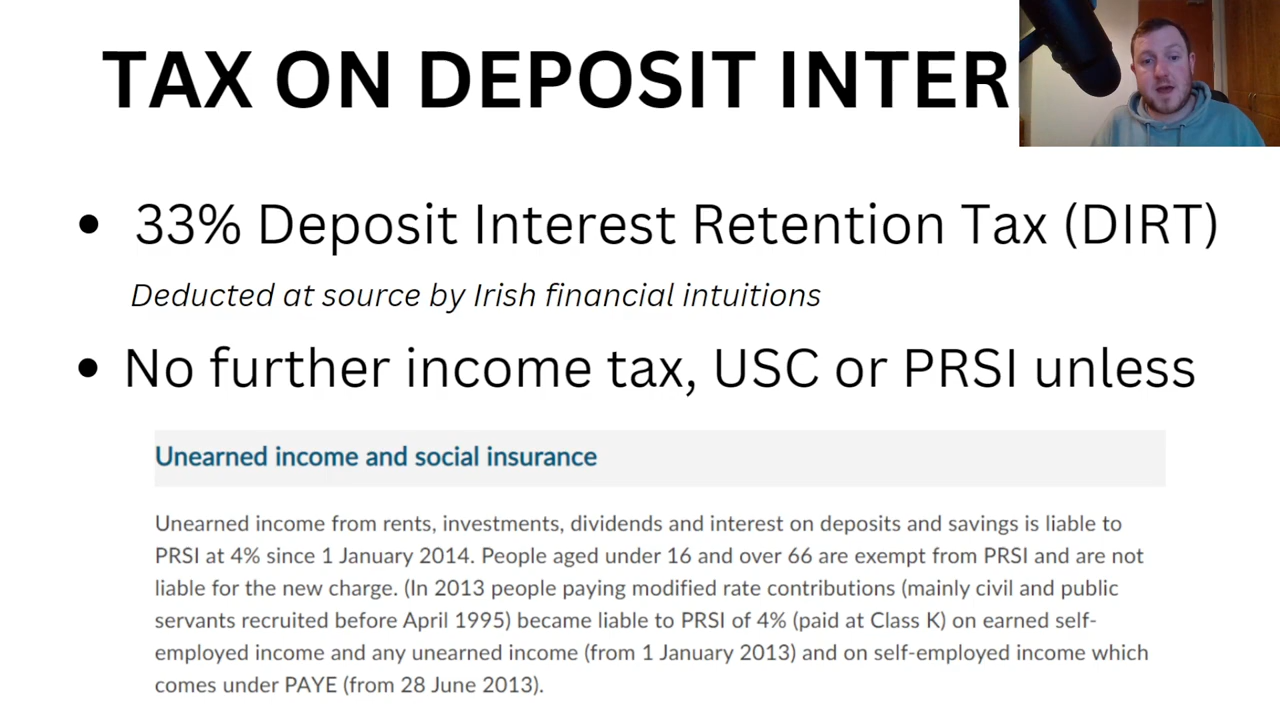 TAX ON DEPOSIT INTER
• 33% Deposit Interest Retention Tax (DIRT)
Deducted at source by Irish financial intuitions
• No further income tax, USC or PRSI unless
Unearned income and social insurance
Unearned income from rents, investments, dividends and interest on deposits and savings is liable to
PRSI at 4% since 1 January 2014. People aged under 16 and over 66 are exempt from PRSI and are not
liable for the new charge. (In 2013 people paying modified rate contributions (mainly civil and public
servants recruited before April 1995) became liable to PRSI of 4% (paid at Class K) on earned self-
employed income and any unearned income (from 1 January 2013) and on self-employed income which
comes under PAYE (from 28 June 2013).